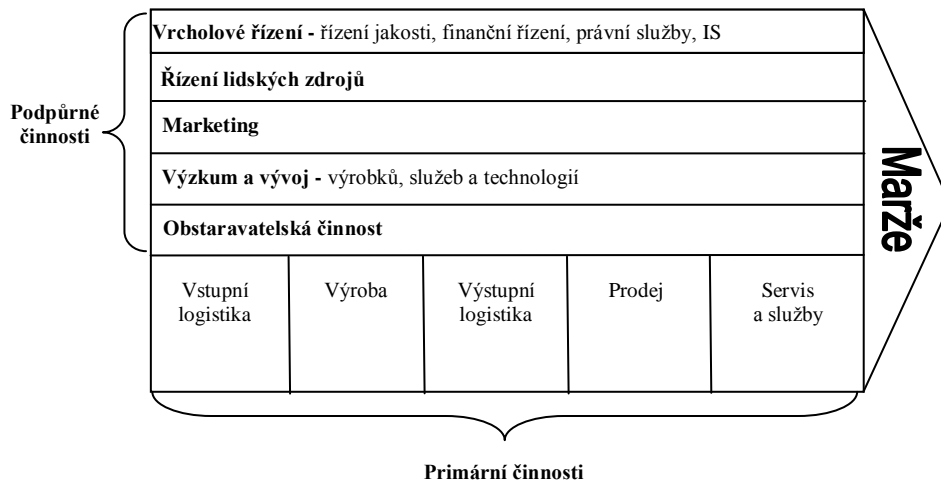 Vrcholové řízení - řízení jakosti, finanční řízení, právní služby, IS
Řízení lidských zdrojů
Podpůrné
činnosti
Marketing
Výzkum a vývoj - výrobků, služeb a technologií
Obstaravatelská činnost
Marže
Vstupní
logistika
Výroba
Výstupní
logistika
Prodej
Servis
a služby
Primární činnosti